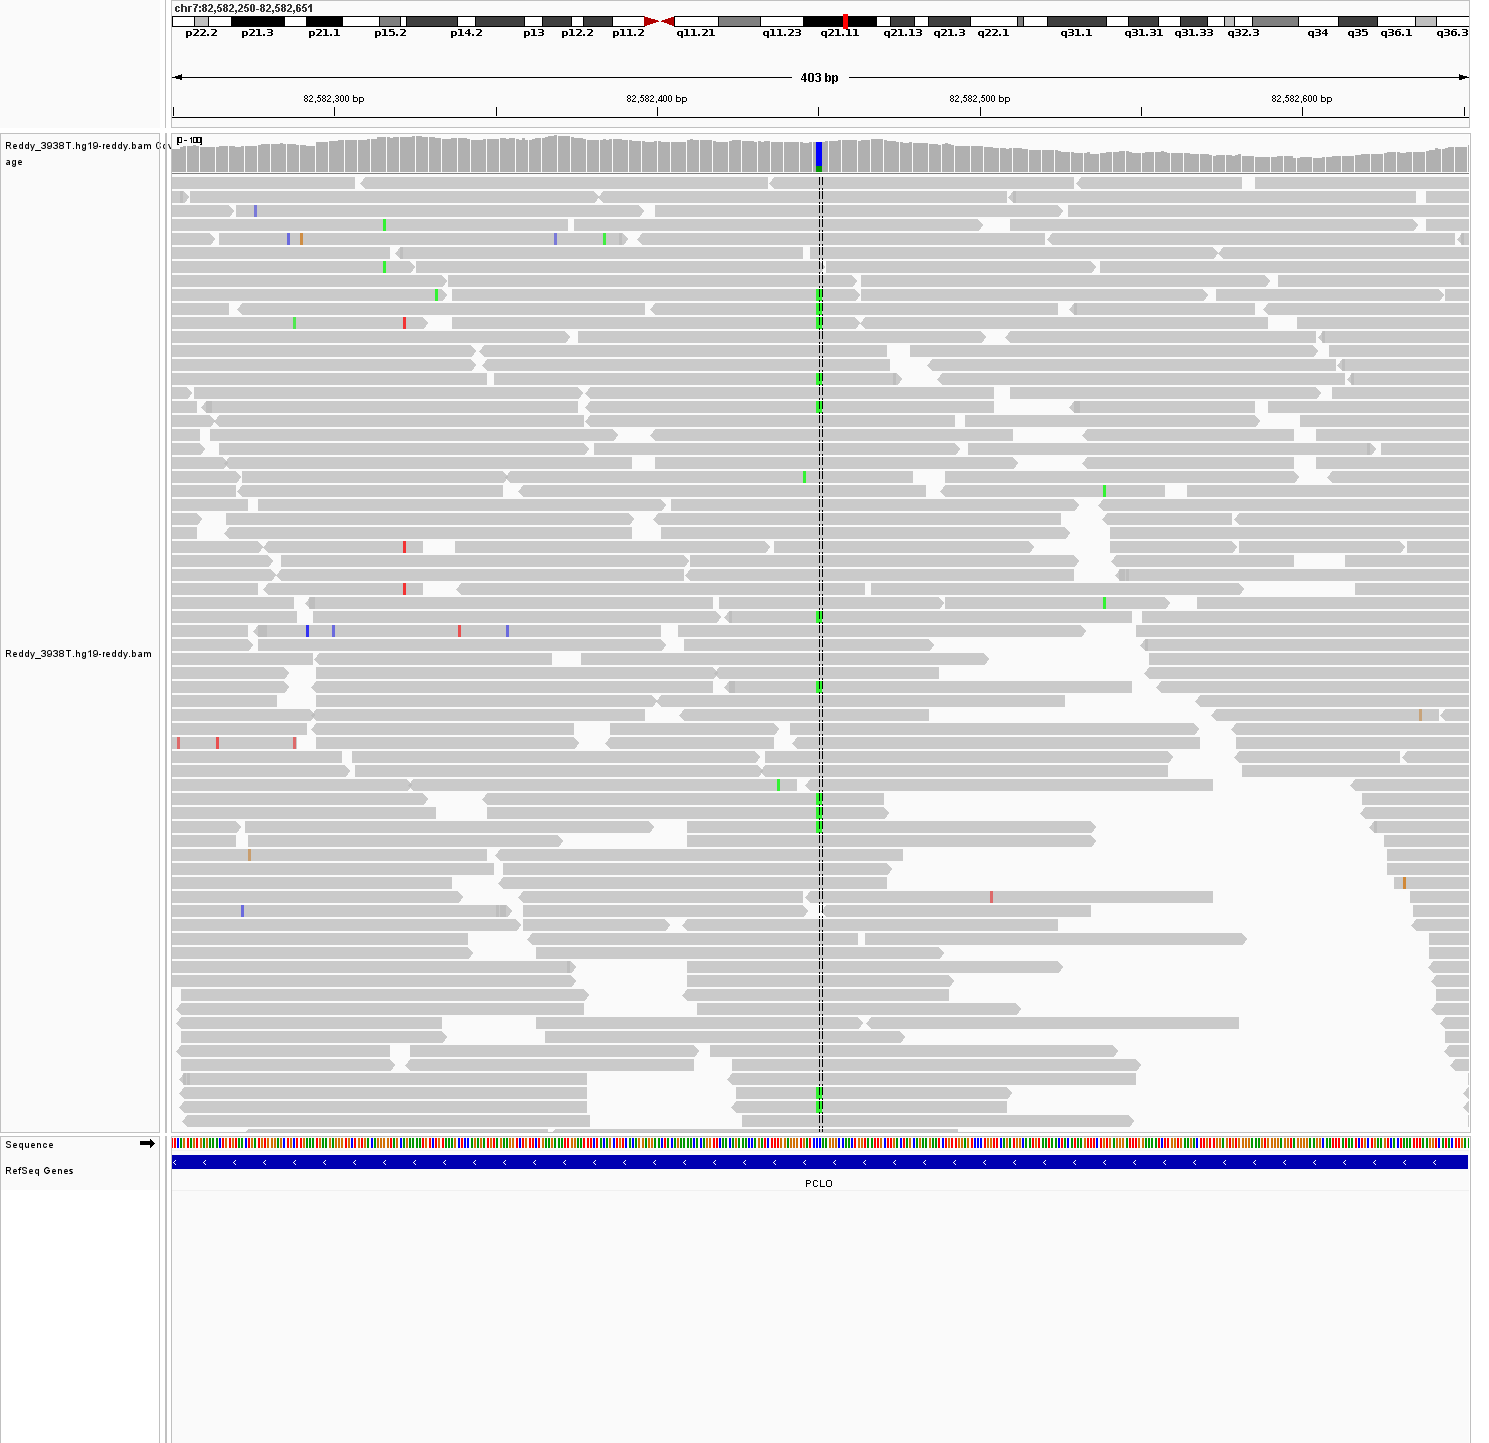 chr7:82,582,250-82,582,651
p22.2 p21.3 p21.1 p15.2 p14.2 p13 p12.2 p11.2 q11.21 q11.23 q21.11 q21.13 q21.3 q22.1 q31.1 q31.31 q31.33 q32.3 q34 q35 q36.1 q36.3
403 bp
82,582,300 bp 82,582,400 bp 82,582,500 bp 82,582,600 bp
Reddy_3938T.hg19-reddy.bam Cov
age
[0 - 100]
Reddy_3938T.hg19-reddy.bam
Sequence
RefSeq Genes
PCLO